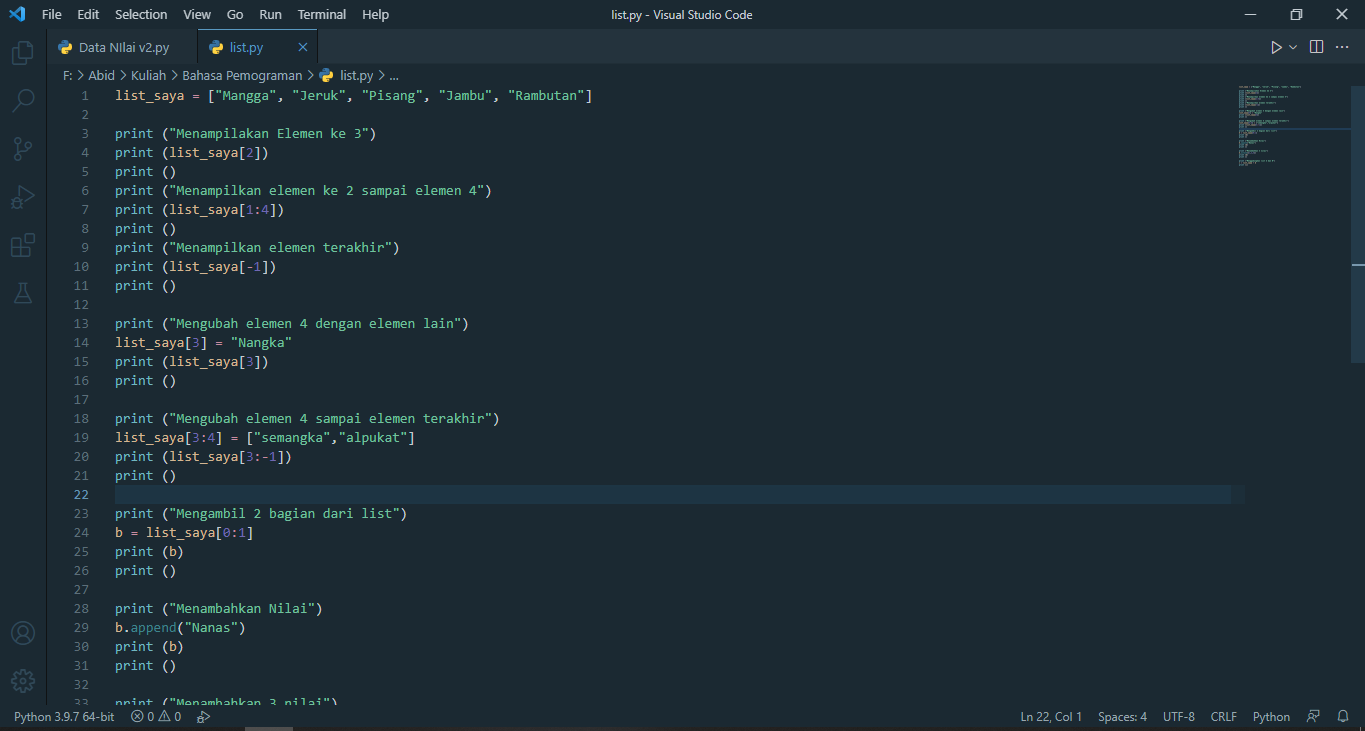 File Edit Selection View Go Run Terminal Help list.py - Visual Studio Code
Data NIlai v2.py list.py
F: > Abid > Kuliah > Bahasa Pemograman > list.py > ...
1 list_saya = ["Mangga", "Jeruk", "Pisang", "Jambu", "Rambutan"]
2
3 print ("Menampilakan Elemen ke 3")
4 print (list_saya[2])
5 print ()
6 print ("Menampilkan elemen ke 2 sampai elemen 4")
7 print (list_saya[1:4])
8 print ()
9 print ("Menampilkan elemen terakhir")
10 print (list_saya[-1])
11 print ()
12
13 print ("Mengubah elemen 4 dengan elemen lain")
14 list_saya[3] = "Nangka"
15 print (list_saya[3])
16 print ()
17
18 print ("Mengubah elemen 4 sampai elemen terakhir")
19 list_saya[3:4] = ["semangka","alpukat"]
20 print (list_saya[3:-1])
21 print ()
22
23 print ("Mengambil 2 bagian dari list")
24 b = list_saya[0:1]
25 print (b)
26 print ()
27
28 print ("Menambahkan Nilai")
29 b.append("Nanas")
30 print (b)
31 print ()
32
33 print ("Menambahkan 3 nilai")
Python 3.9.7 64-bit 0 0 Ln 22, Col 1 Spaces: 4 UTF-8 CRLF Python